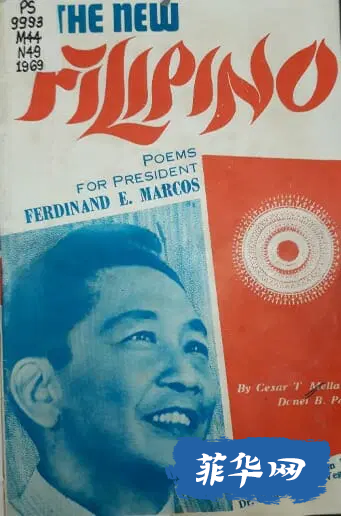 PS
9993
M44
N49
1969
THE NEW
FILIPINO
POEMS
FOR PRESIDENT
FERDINAND E. MARCOS
By Cesar T. Mella
B.
菲华网
Dr.